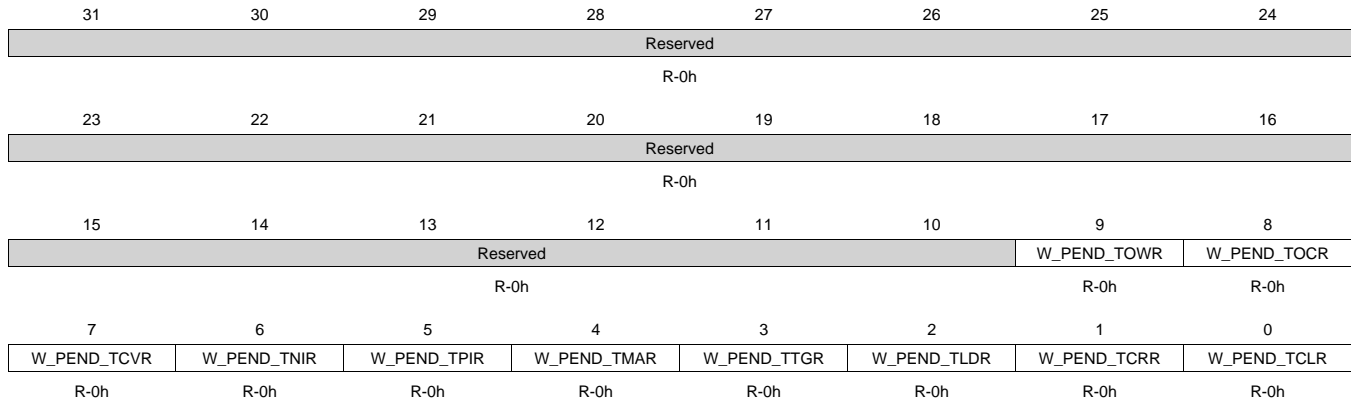 31 30 29 28 27 26 25 24
Reserved
R-0h
23 22 21 20 19 18 17 16
Reserved
R-0h
15 14 13 12 11 10 9 8
Reserved W_PEND_TOWR W_PEND_TOCR
R-0h R-0h R-0h
7 6 5 4 3 2 1 0
W_PEND_TCVR W_PEND_TNIR W_PEND_TPIR W_PEND_TMAR W_PEND_TTGR W_PEND_TLDR W_PEND_TCRR W_PEND_TCLR
R-0h R-0h R-0h R-0h R-0h R-0h R-0h R-0h